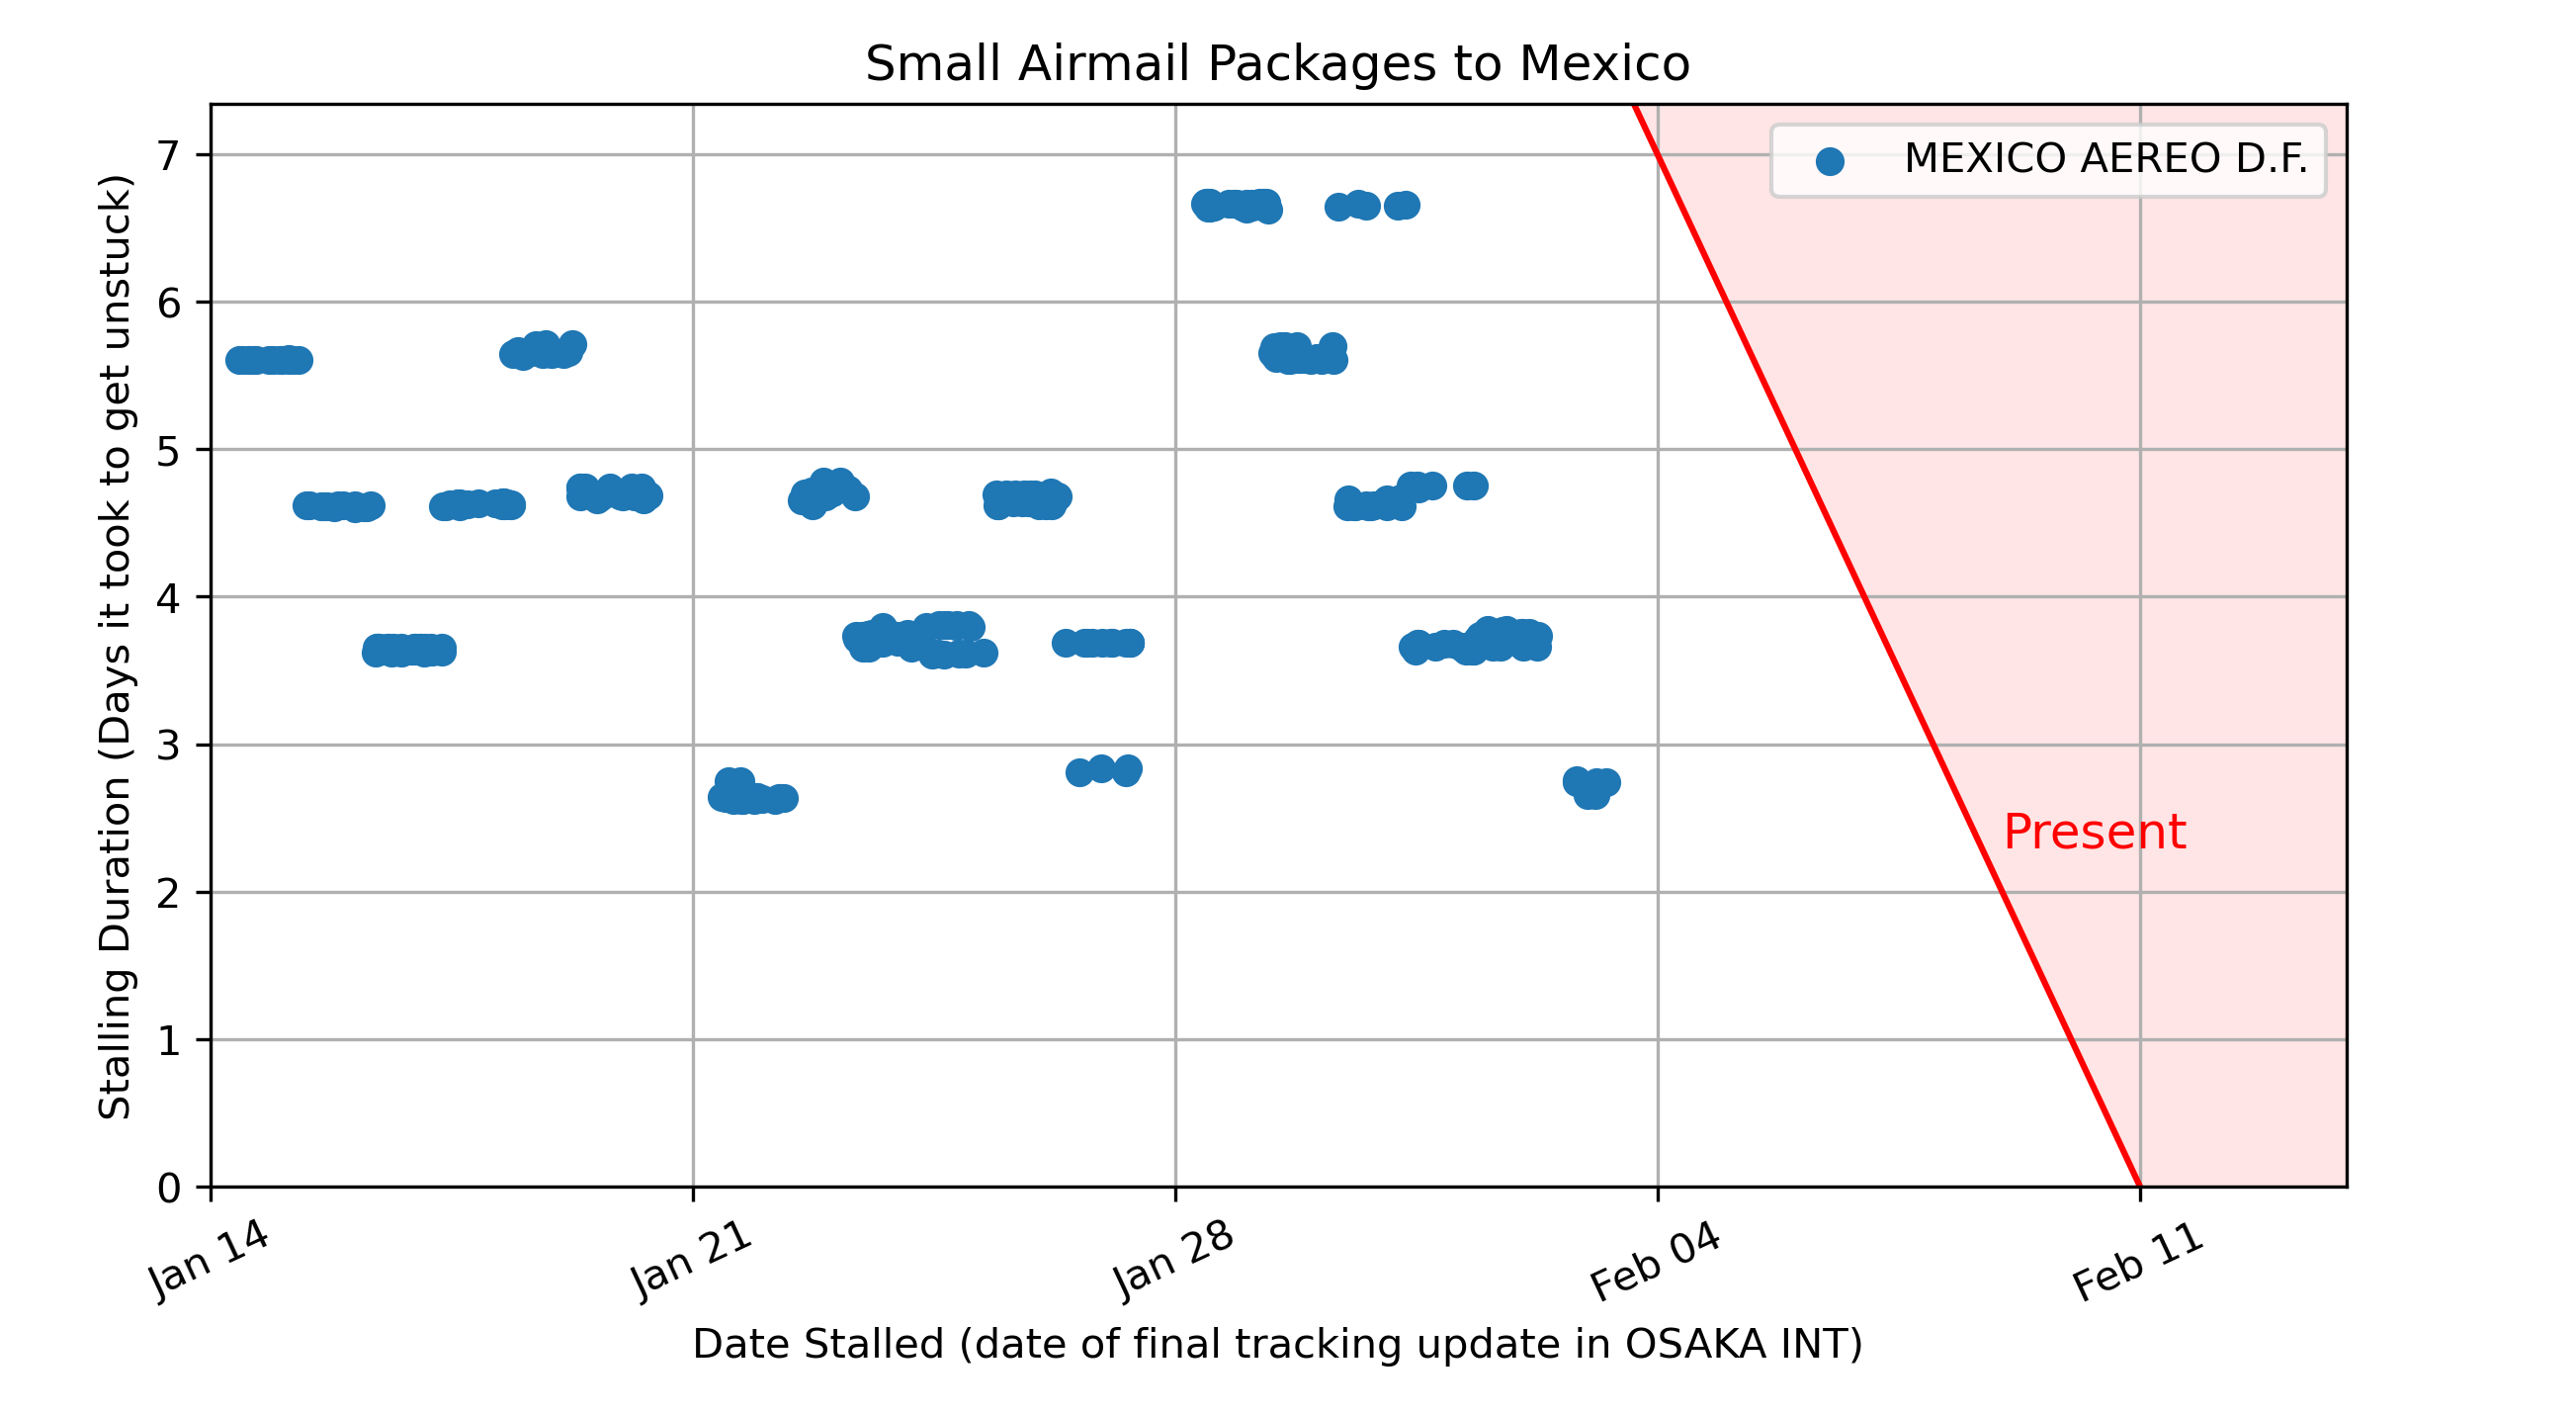 Small Airmail Packages to Mexico
MEXICO AEREO D.F.
Stalling Duration (Days it took to get unstuck)
7
6
5
4
3
2
1
0
Present
Jan 14
Jan 21
Jan 28
Feb 04
Feb 11
Date Stalled (date of final tracking update in OSAKA INT)